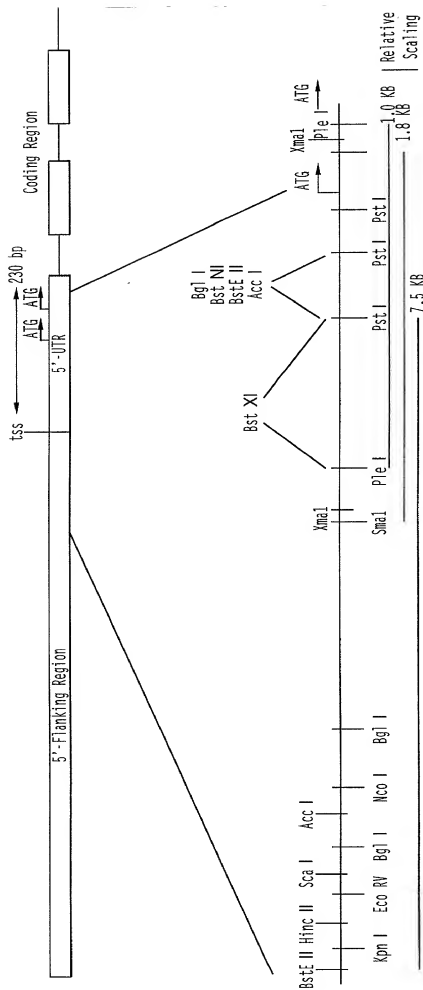 5'-Flanking Region
tss
230 bp
5'-UTR
ATG
ATG
Coding Region
BstE II
Hinc II
Sca I
Acc I
Xma1
Bst XI
Bgl I
Bst NI
BstE II
Acc I
ATG
Xma1
Ple I
ATG
Kpn I
Eco RV
Bgl I
Nco I
Bgl I
Sma1
Ple I
Pst I
Pst I
Pst I
1.0 KB
1.8 KB
7.5 KB
Relative
Scaling